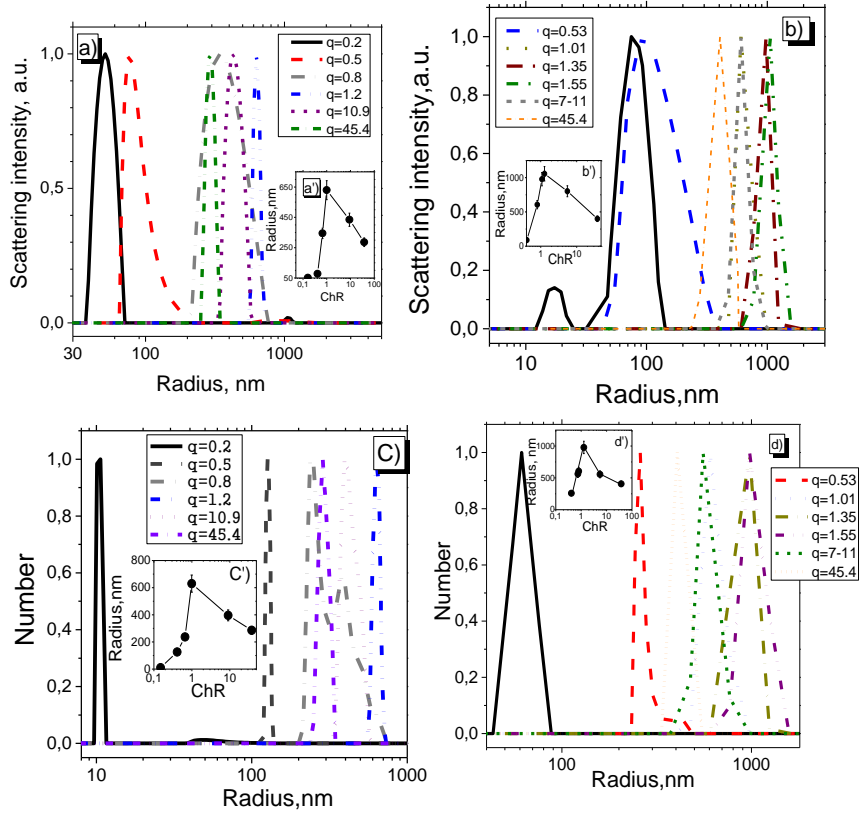 a)
q=0.2
q=0.5
q=0.8
q=1.2
q=10.9
q=45.4
Scattering intensity, a.u.
1,0
0,5
0,0
30
100
1000
Radius, nm
a')
Radius,nm
650
450
250
50
0.1
1
10
100
ChR
b)
q=0.53
q=1.01
q=1.35
q=1.55
q=7-11
q=45.4
Scattering intensity,a.u.
1,0
0,8
0,6
0,4
0,2
0,0
10
100
1000
Radius,nm
b')
Radius,nm
1000
500
0
1
10
ChR
C)
q=0.2
q=0.5
q=0.8
q=1.2
q=10.9
q=45.4
Number
1,0
0,8
0,6
0,4
0,2
0,0
10
100
1000
Radius,nm
C')
Radius,nm
800
600
400
200
0
0,1
1
10
ChR
d)
q=0.53
q=1.01
q=1.35
q=1.55
q=7-11
q=45.4
Number
1,0
0,8
0,6
0,4
0,2
0,0
100
1000
Radius,nm
d')
Radius, nm
1000
500
0
0.1
1
10
100
ChR